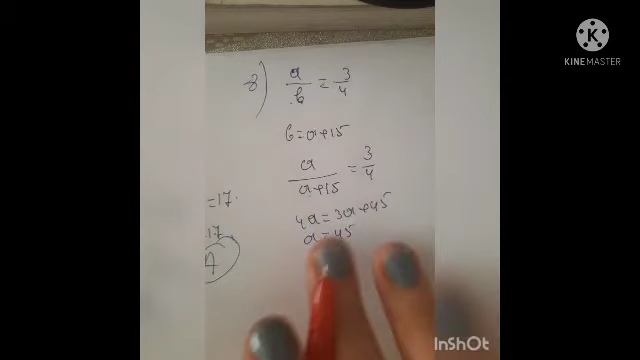 8) a/b = 3/4
b=a+15
a/a+15 = 3/4
4a=3a+45
a=45
=17.
17
A
K
KINEMASTER
InShOt